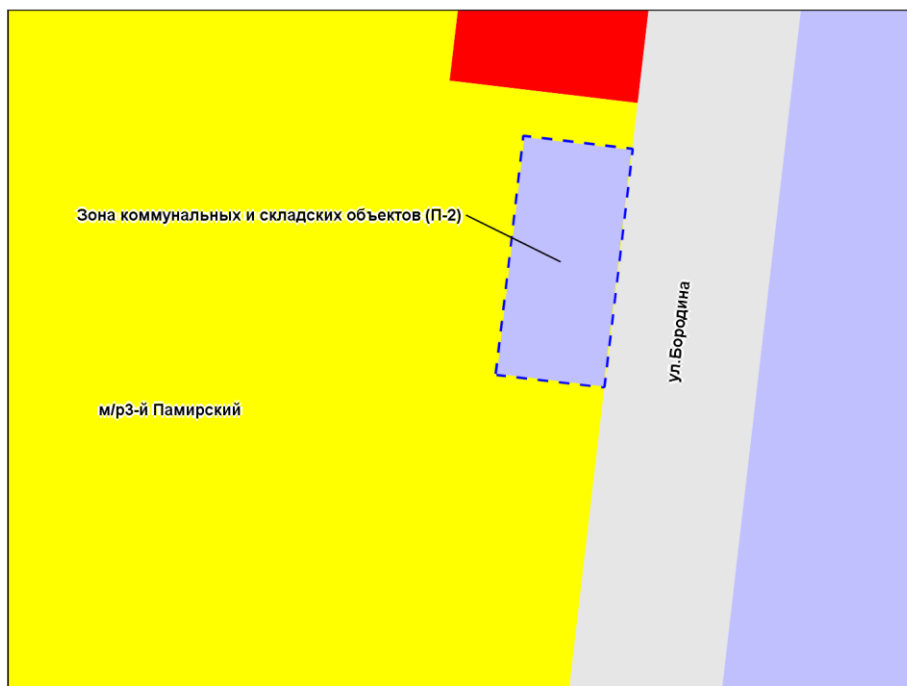 Зона коммунальных и складских объектов (П-2)
ул.Бородина
м/р3-й Памирский